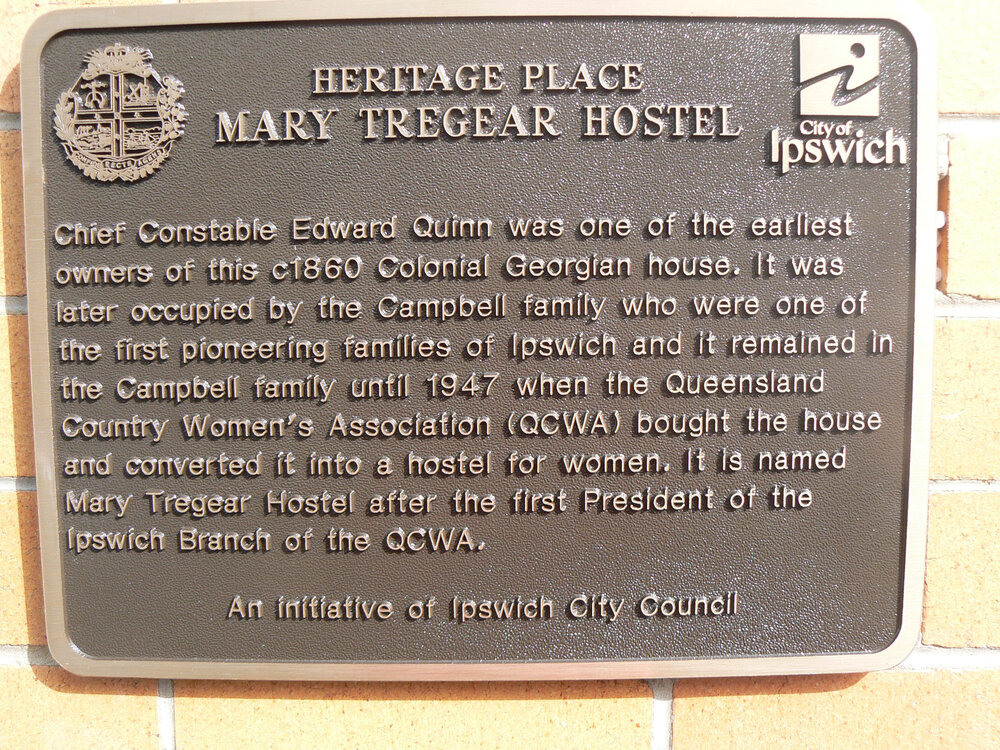 HERITAGE PLACE
MARY TREGEAR HOSTEL
City of
Ipswich
Chief Constable Edward Quinn was one of the earliest
owners of this c1860 Colonial Georgian house. It was
later occupied by the Campbell family who were one of
the first pioneering families of Ipswich and it remained in
the Campbell family until 1947 when the Queensland
Country Women's Association (QCWA) bought the house
and converted it into a hostel for women. It is named
Mary Tregear Hostel after the first President of the
Ipswich Branch of the QCWA.
An initiative of Ipswich City Council